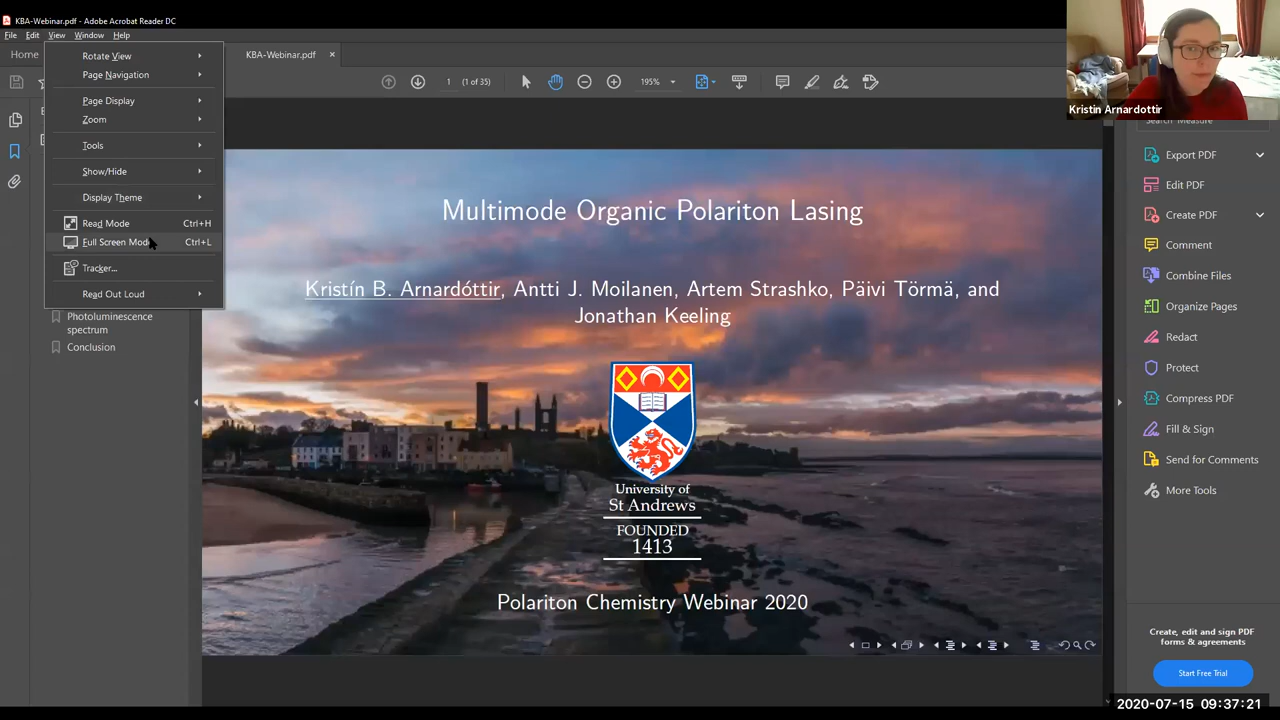 KBA-Webinar.pdf - Adobe Acrobat Reader DC
File Edit View Window Help
Home
KBA-Webinar.pdf ×
1 (1 of 35)
195%
Rotate View
Page Navigation
Page Display
Zoom
Tools
Show/Hide
Display Theme
Read Mode Ctrl+H
Full Screen Mode Ctrl+L
Tracker...
Read Out Loud
Photoluminescence
spectrum
Conclusion
Multimode Organic Polariton Lasing
Kristín B. Arnardóttir, Antti J. Moilanen, Artem Strashko, Päivi Törmä, and
Jonathan Keeling
University of
St Andrews
FOUNDED
1413
Polariton Chemistry Webinar 2020
Kristin Arnardottir
Search 'Measure'
Export PDF
Edit PDF
Create PDF
Comment
Combine Files
Organize Pages
Redact
Protect
Compress PDF
Fill & Sign
Send for Comments
More Tools
Create, edit and sign PDF
forms & agreements
Start Free Trial
2020-07-15 09:37:21